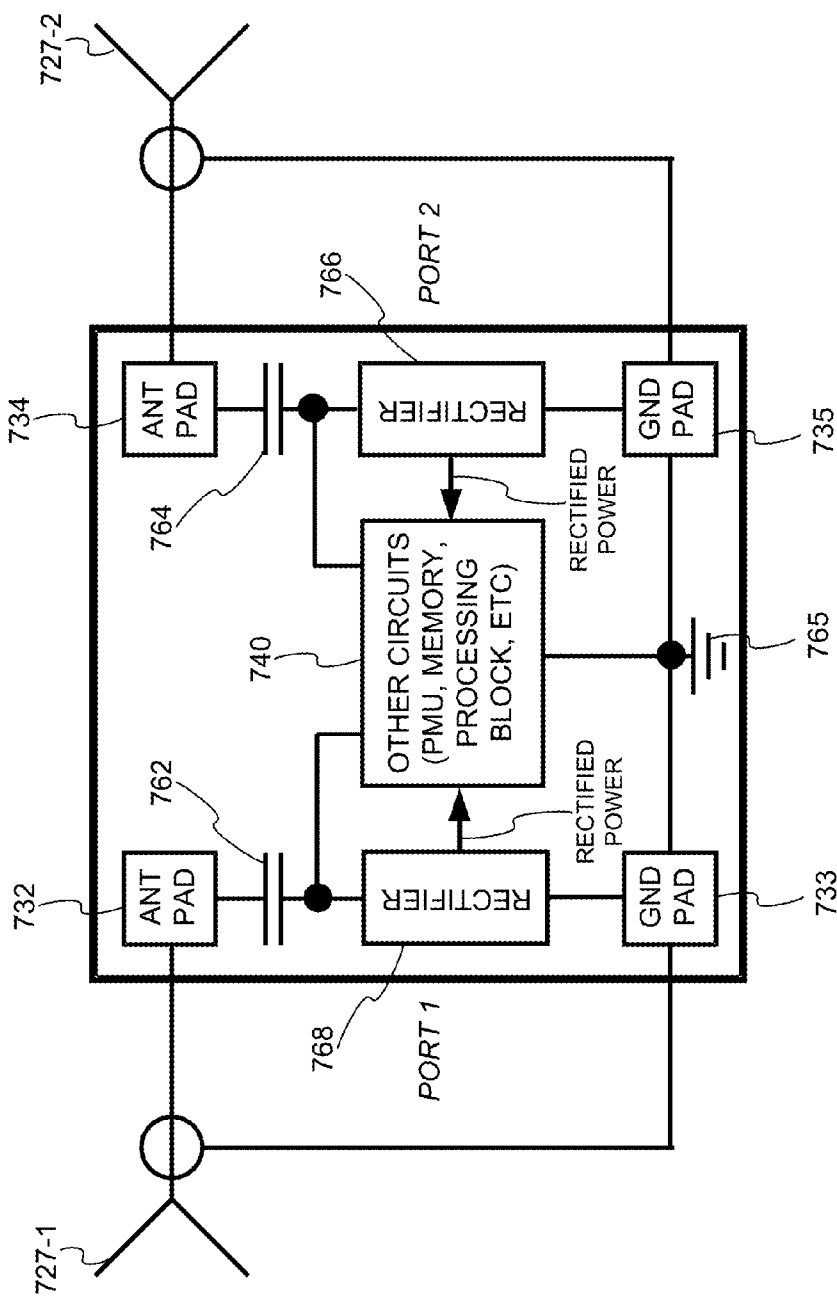 727-1
727-2
732
734
ANT
PAD
ANT
PAD
762
764
740
PORT 1
PORT 2
768
766
RECTIFIER
RECTIFIER
OTHER CIRCUITS
(PMU, MEMORY,
PROCESSING
BLOCK, ETC)
RECTIFIED
POWER
RECTIFIED
POWER
GND
PAD
GND
PAD
733
765
735